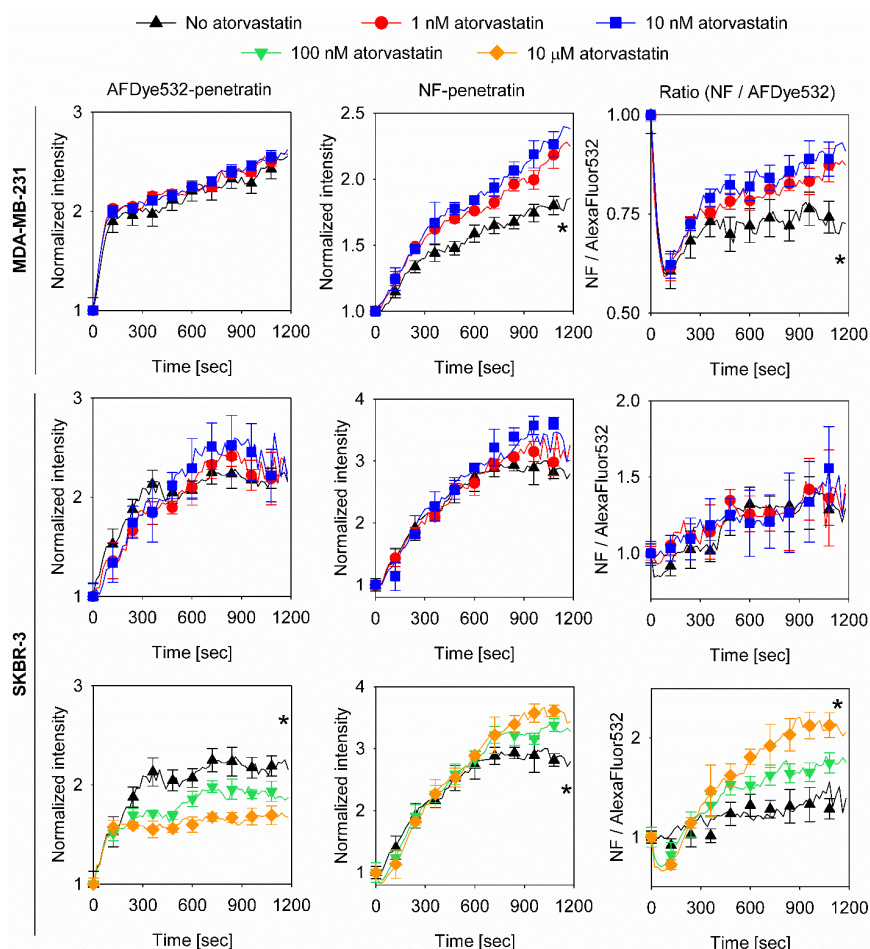 No atorvastatin 1 nM atorvastatin 10 nM atorvastatin
100 nM atorvastatin 10 µM atorvastatin
AFDye532-penetratin NF-penetratin Ratio (NF / AFDye532)
MDA-MB-231
Normalized intensity
3
2
1
0 300 600 900 1200
Time [sec]
Normalized intensity
2.5
2.0
1.5
1.0
0 300 600 900 1200
Time [sec]
*
NF / AlexaFluor532
1.00
0.75
0.50
0 300 600 900 1200
Time [sec]
*
SKBR-3
Normalized intensity
3
2
1
0 300 600 900 1200
Time [sec]
Normalized intensity
4
3
2
1
0 300 600 900 1200
Time [sec]
NF / AlexaFluor532
2.0
1.5
1.0
0 300 600 900 1200
Time [sec]
Normalized intensity
3
2
1
0 300 600 900 1200
Time [sec]
*
Normalized intensity
4
3
2
1
0 300 600 900 1200
Time [sec]
*
NF / AlexaFluor532
2
1
0 300 600 900 1200
Time [sec]
*